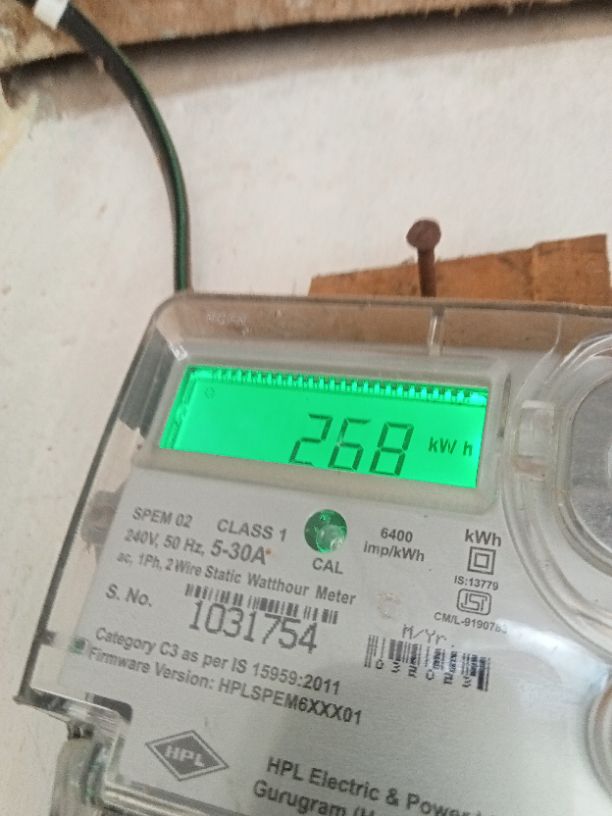 268 kWh
SPEM 02 CLASS 1 6400 kWh
240V, 50 Hz, 5-30A imp/kWh
ac, 1Ph, 2Wire Static Watthour Meter CAL
IS:13779
S. No. 1031754
M/Yr.
Category C3 as per IS 15959:2011
Firmware Version: HPLSPEM6XXX01
HPL
HPL Electric & Power
Gurugram